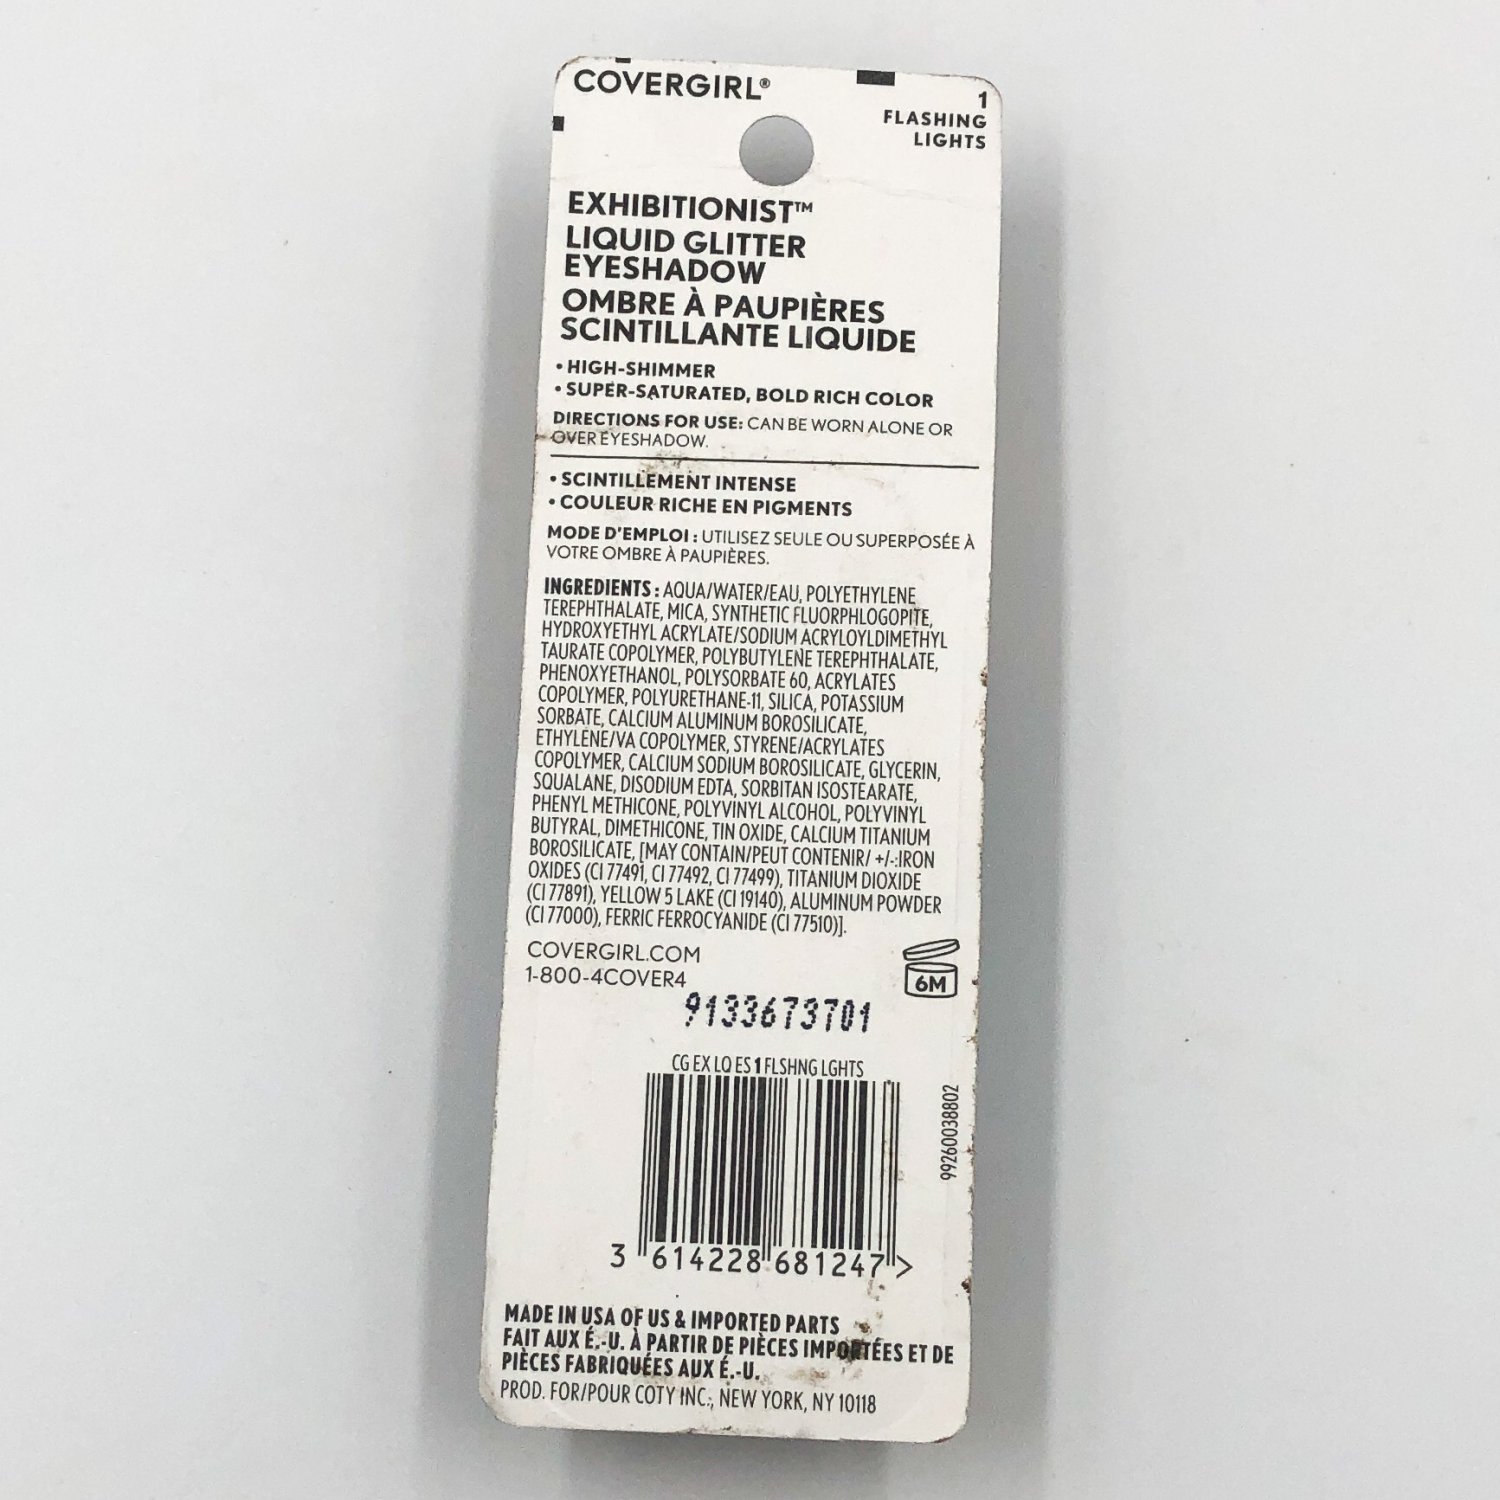 COVERGIRL®
1
FLASHING
LIGHTS
EXHIBITIONIST™
LIQUID GLITTER
EYESHADOW
OMBRE À PAUPIÈRES
SCINTILLANTE LIQUIDE
• HIGH-SHIMMER
• SUPER-SATURATED, BOLD RICH COLOR
DIRECTIONS FOR USE: CAN BE WORN ALONE OR
OVER EYESHADOW.
• SCINTILLEMENT INTENSE
• COULEUR RICHE EN PIGMENTS
MODE D'EMPLOI : UTILISEZ SEULE OU SUPERPOSÉE À
VOTRE OMBRE À PAUPIÈRES.
INGREDIENTS : AQUA/WATER/EAU, POLYETHYLENE
TEREPHTHALATE, MICA, SYNTHETIC FLUORPHLOGOPITE,
HYDROXYETHYL ACRYLATE/SODIUM ACRYLOYLDIMETHYL
TAURATE COPOLYMER, POLYBUTYLENE TEREPHTHALATE,
PHENOXYETHANOL, POLYSORBATE 60, ACRYLATES
COPOLYMER, POLYURETHANE-11, SILICA, POTASSIUM
SORBATE, CALCIUM ALUMINUM BOROSILICATE,
ETHYLENE/VA COPOLYMER, STYRENE/ACRYLATES
COPOLYMER, CALCIUM SODIUM BOROSILICATE, GLYCERIN,
SQUALANE, DISODIUM EDTA, SORBITAN ISOSTEARATE,
PHENYL METHICONE, POLYVINYL ALCOHOL, POLYVINYL
BUTYRAL, DIMETHICONE, TIN OXIDE, CALCIUM TITANIUM
BOROSILICATE, [MAY CONTAIN/PEUT CONTENIR/ +/-:IRON
OXIDES (CI 77491, CI 77492, CI 77499), TITANIUM DIOXIDE
(CI 77891), YELLOW 5 LAKE (CI 19140), ALUMINUM POWDER
(CI 77000), FERRIC FERROCYANIDE (CI 77510)].
COVERGIRL.COM
1-800-4COVER4
6M
9133673701
CG EX LQ ES 1 FLSHNG LGHTS
99260038802
3 614228 681247 >
MADE IN USA OF US & IMPORTED PARTS
FAIT AUX É.-U. À PARTIR DE PIÈCES IMPORTÉES ET DE
PIÈCES FABRIQUÉES AUX É.-U.
PROD. FOR/POUR COTY INC., NEW YORK, NY 10118